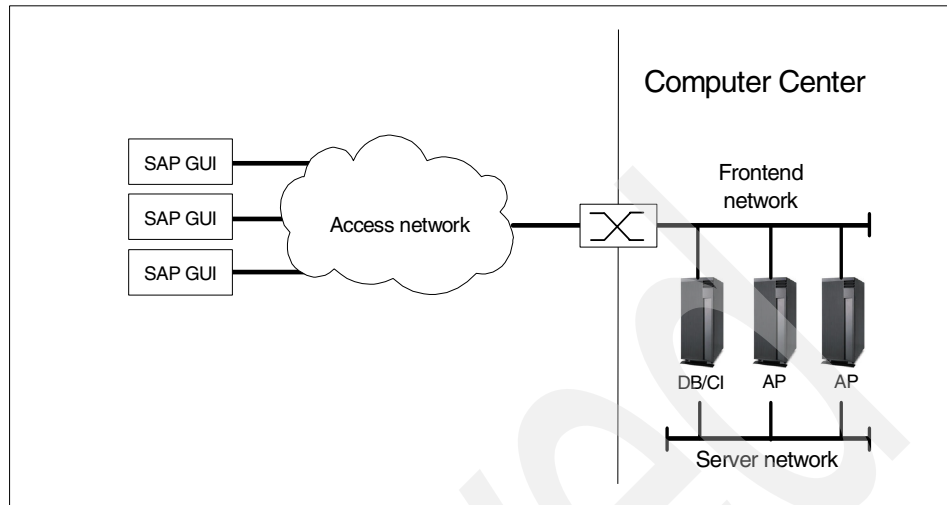 Computer Center
SAP GUI
SAP GUI
SAP GUI
Access network
Frontend
network
DB/CI
AP
AP
Server network